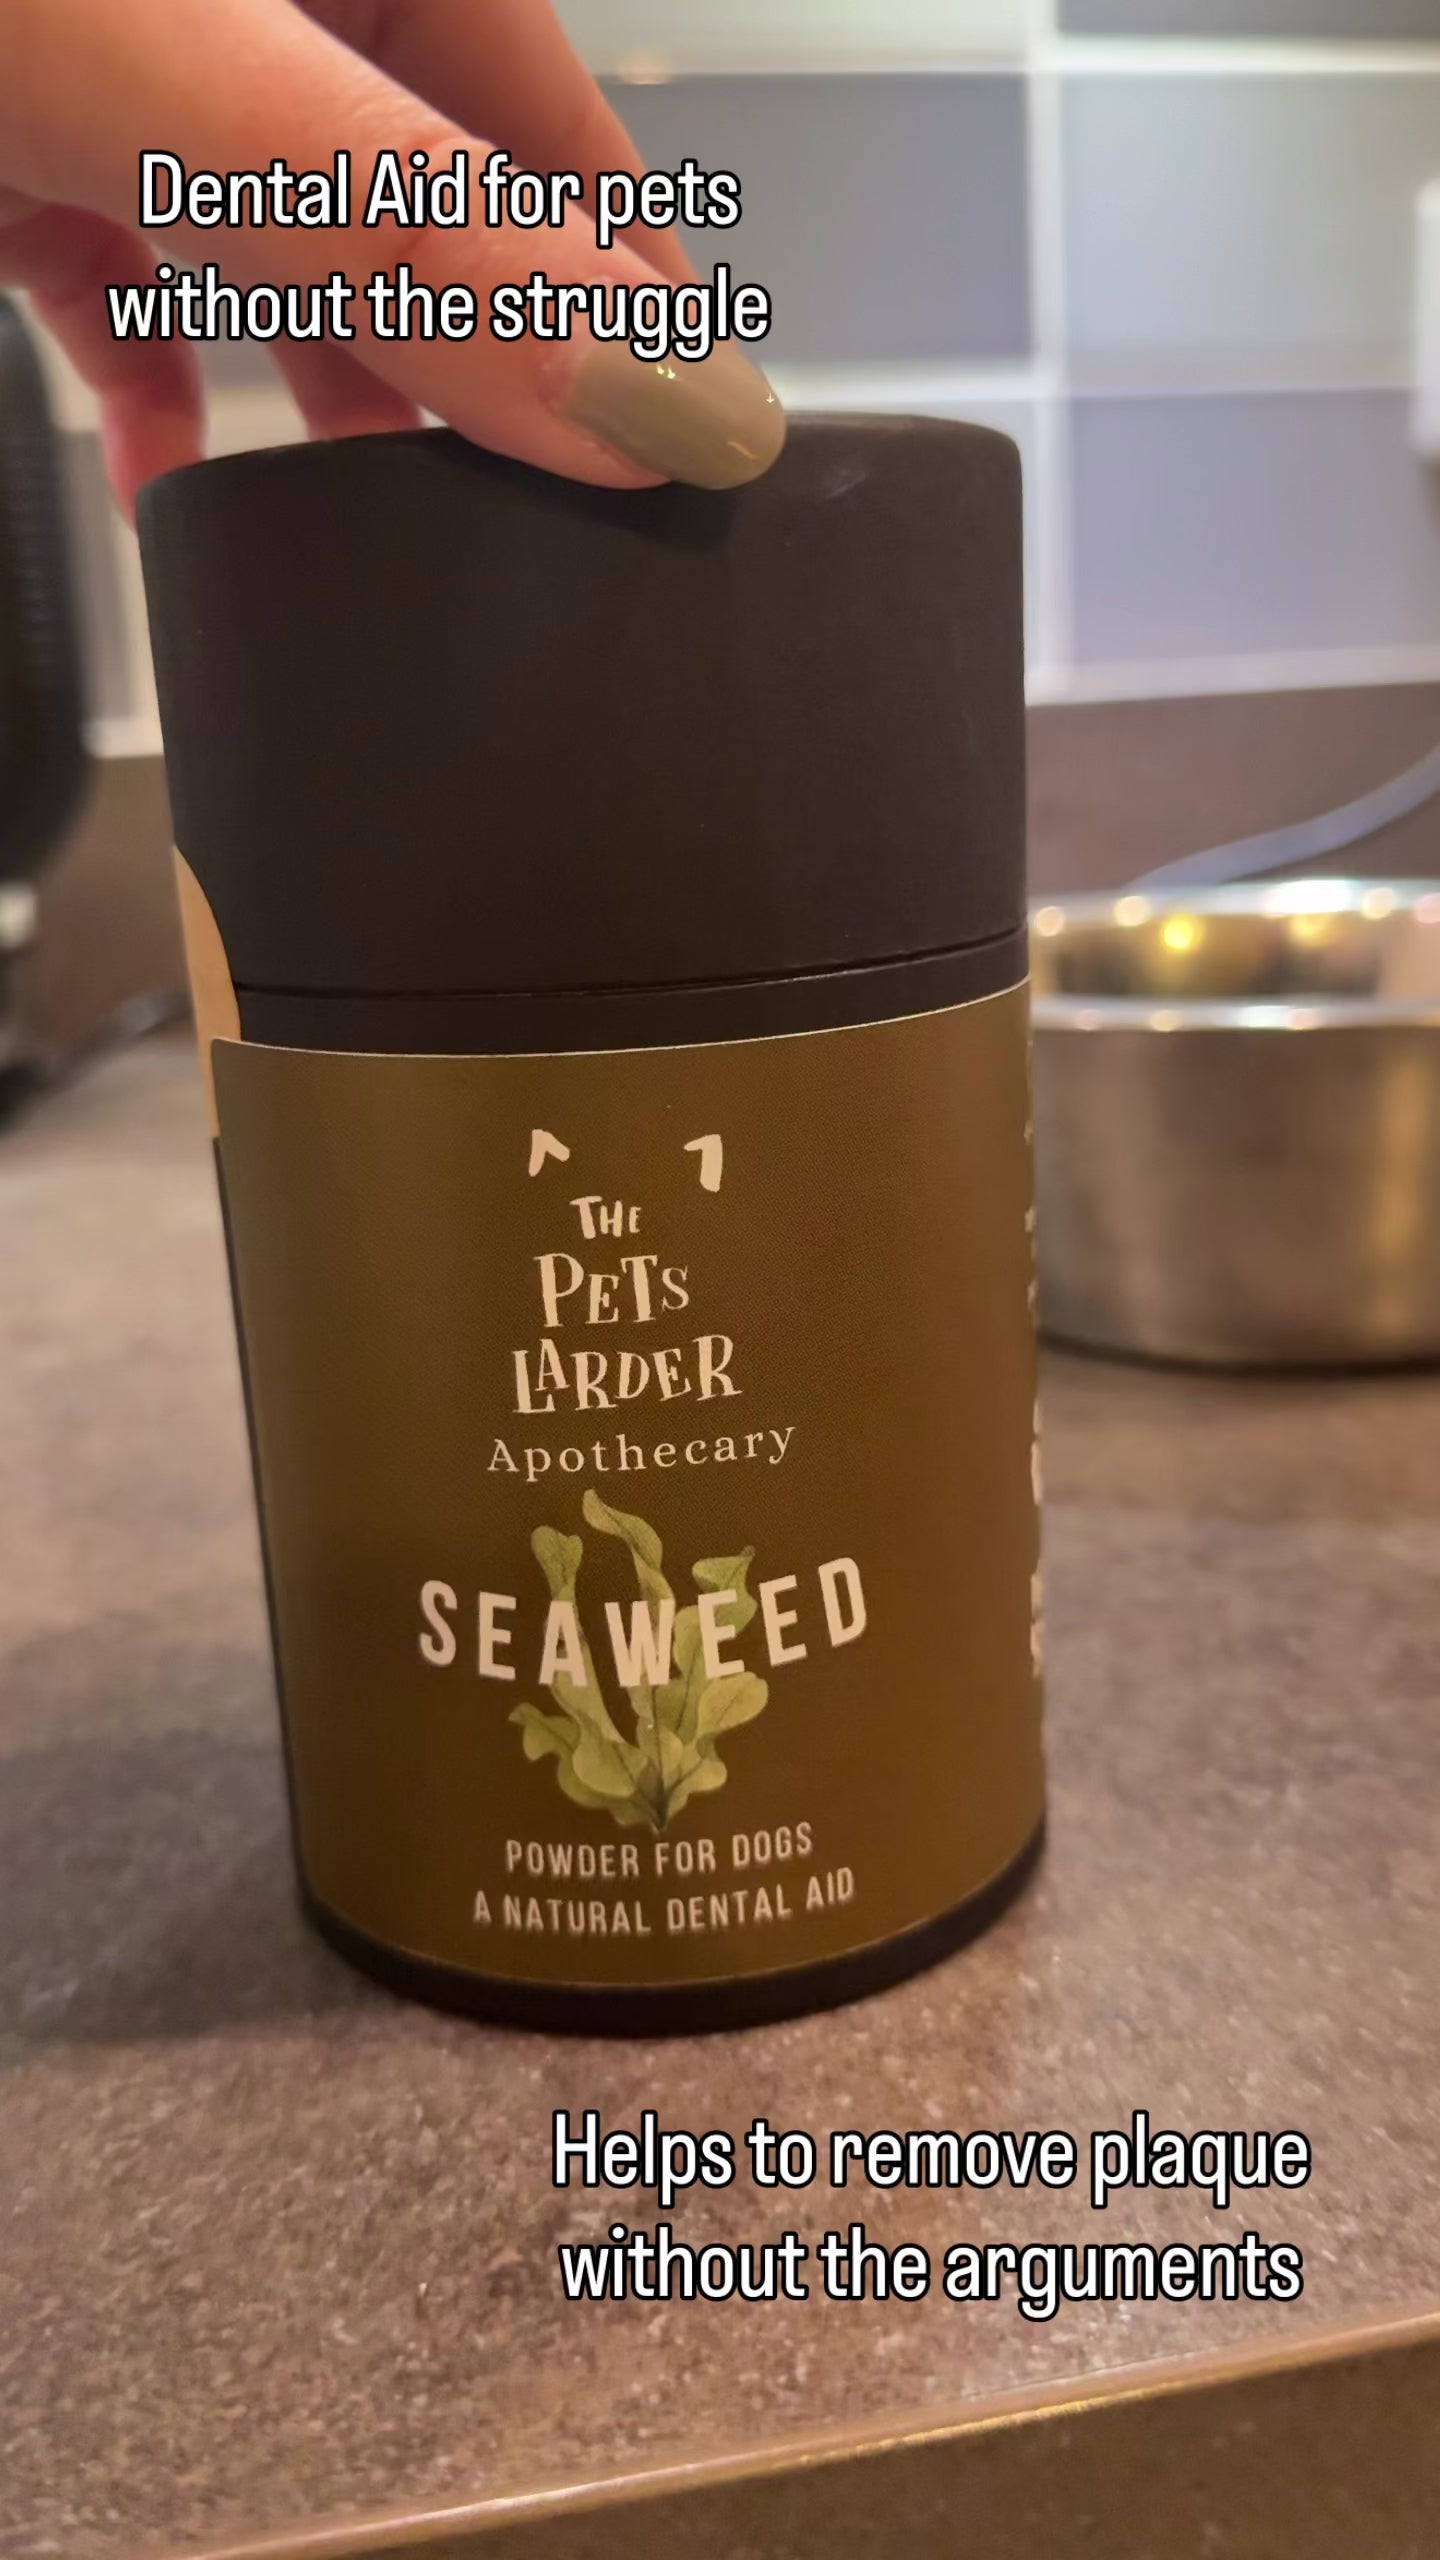 Dental Aid for pets
without the struggle
THE
PETS
LARDER
Apothecary
SEAWEED
POWDER FOR DOGS
A NATURAL DENTAL AID
Helps to remove plaque
without the arguments